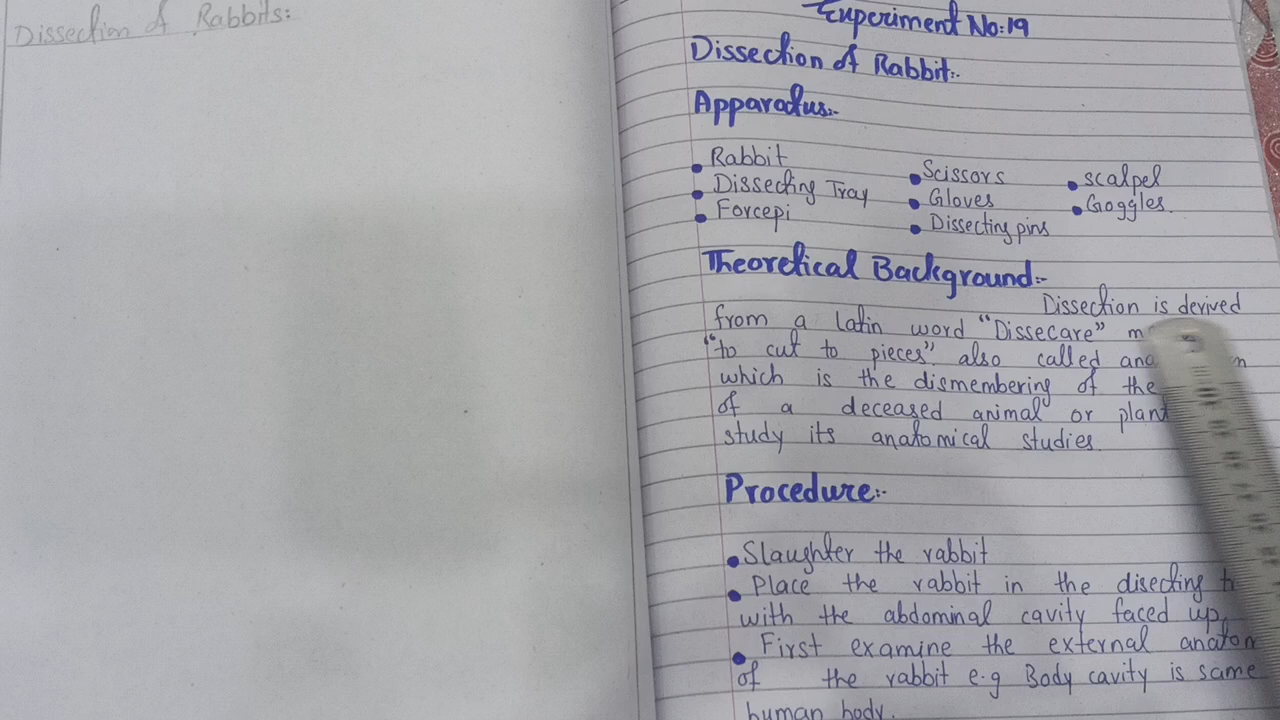 Dissection of Rabbits:
Experiment No:19
Dissection of Rabbit:-
Apparadus:-
• Rabbit
• Dissecting Tray
• Forcepi
• Scissors
• Gloves
• Dissecting pins
• scalpel
• Goggles.
Theoretical Background:-
Dissection is derived
from a Latin word "Dissecare"
"to cut to pieces" also called
which is the dismembering of the
of a deceased animal or plant
study its anatomical studies.
Procedure:-
• Slaughter the rabbit
• Place the rabbit in the disecting
with the abdominal cavity faced up.
• First examine the external
of the rabbit e.g Body cavity is same
human body.